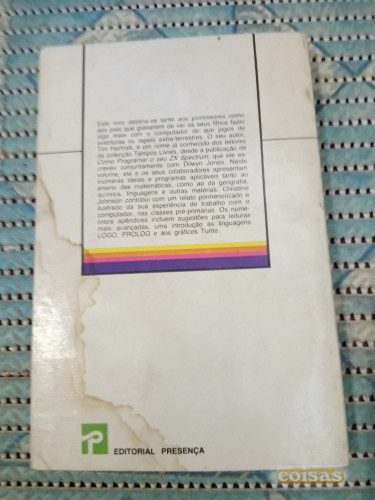 Este livro destina-se tanto aos professores como
aos pais que gostariam de ver os seus filhos fazer
algo mais com o computador do que jogos de
aventuras ou repelir extra-terrestres. O seu autor,
Tim Hartnell, é um nome já conhecido dos leitores
da colecção Tempos Livres, desde a publicação de
Como Programar o seu ZX Spectrum, que ele es-
creveu conjuntamente com Dilwyn Jones. Neste
volume, ele e os seus colaboradores apresentam
inúmeras ideias e programas aplicáveis tanto ao
ensino das matemáticas, como ao da geografia,
química, linguagens e outras matérias. Christine
Johnson contribui com um relato pormenorizado e
ilustrado da sua experiência de trabalho com o
computador, nas classes pré-primárias. Os nume-
rosos apêndices incluem sugestões para leituras
mais avançadas, uma introdução às linguagens
LOGO, PROLOG e aos gráficos Turtle.
EDITORIAL PRESENÇA
coisas